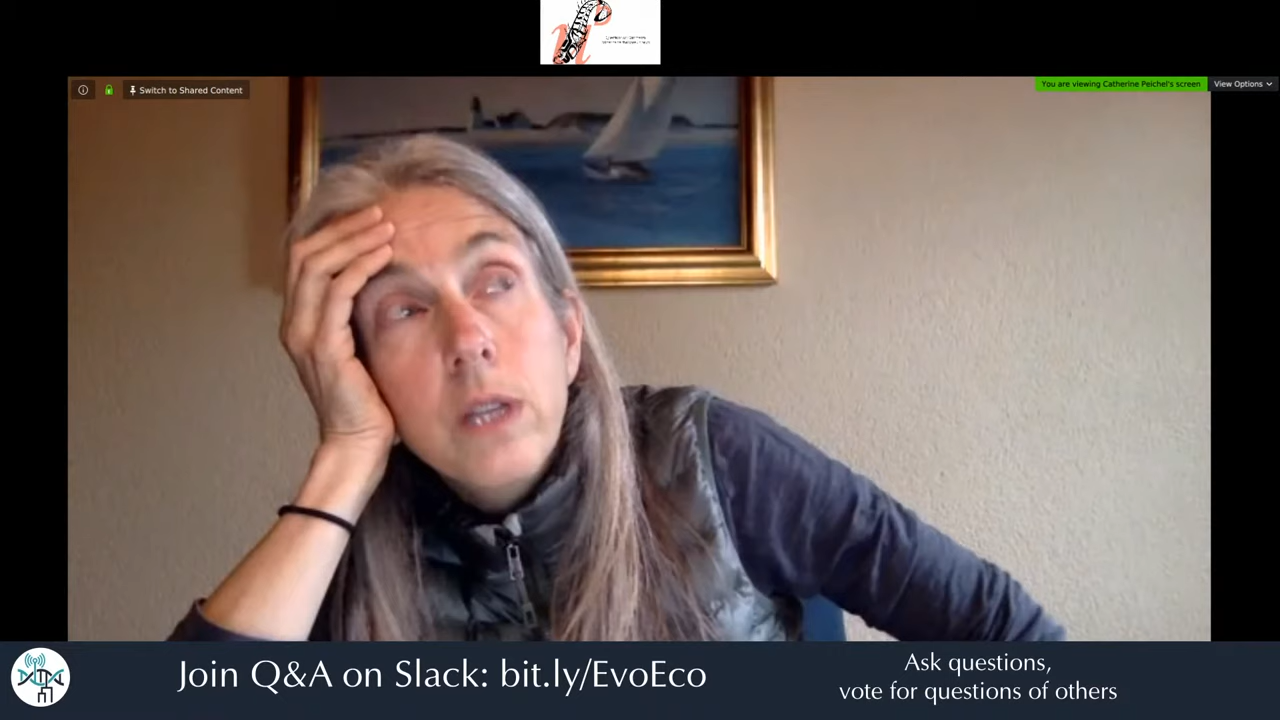 Switch to Shared Content
You are viewing Catherine Peichel's screen
View Options
Join Q&A on Slack: bit.ly/EvoEco
Ask questions,
vote for questions of others